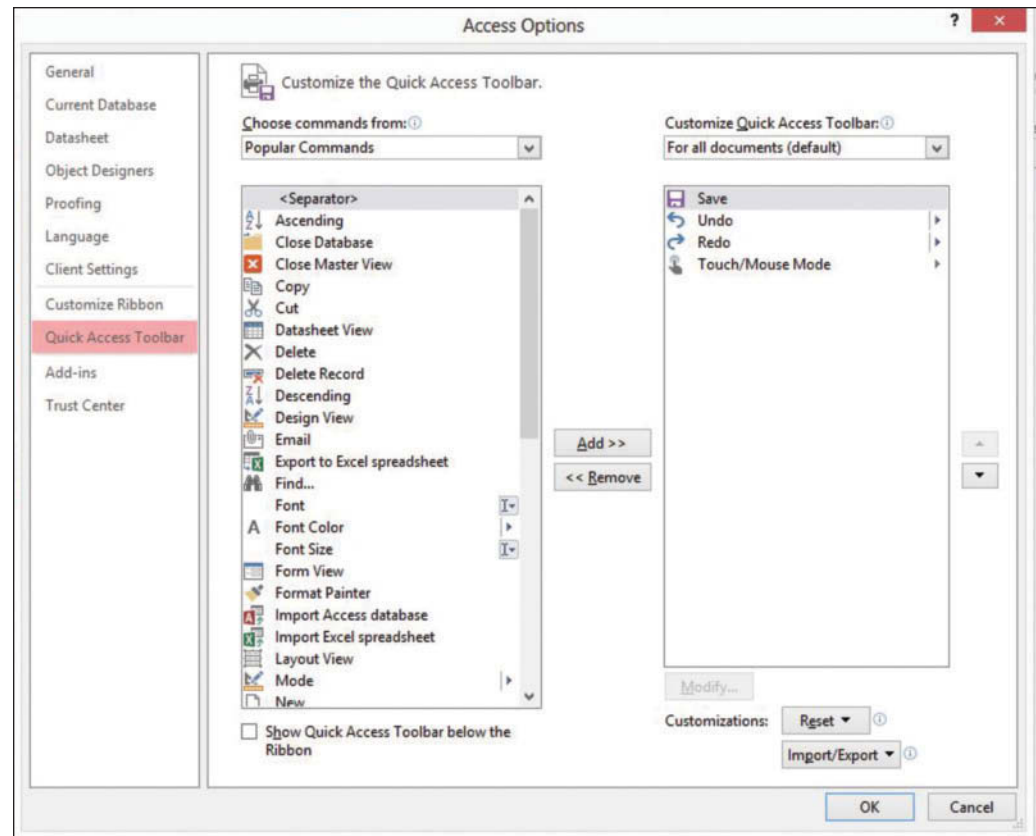 Access Options
?
General
Current Database
Datasheet
Object Designers
Proofing
Language
Client Settings
Customize Ribbon
Quick Access Toolbar
Add-ins
Trust Center
Customize the Quick Access Toolbar.
Choose commands from:
Popular Commands
<Separator>
Ascending
Close Database
Close Master View
Copy
Cut
Datasheet View
Delete
Delete Record
Descending
Design View
Email
Export to Excel spreadsheet
Find...
Font
Font Color
Font Size
Form View
Format Painter
Import Access database
Import Excel spreadsheet
Layout View
Mode
New
Show Quick Access Toolbar below the
Ribbon
Add >>
<< Remove
Customize Quick Access Toolbar:
For all documents (default)
Save
Undo
Redo
Touch/Mouse Mode
Modify...
Customizations:
Reset
Import/Export
OK
Cancel